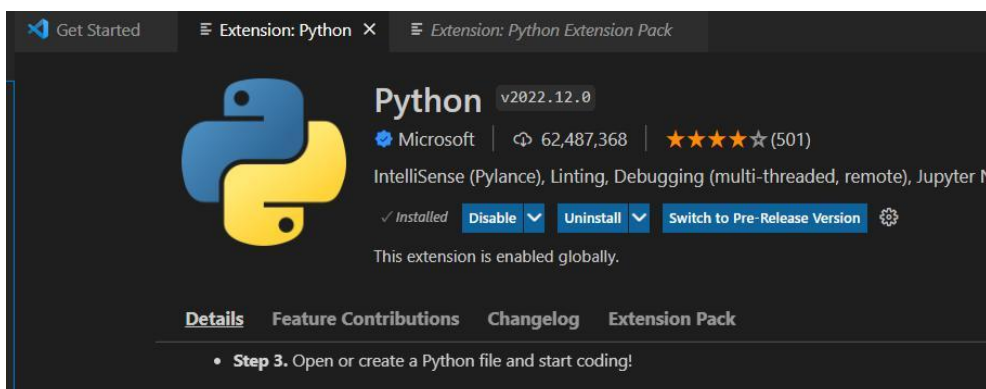 Get Started Extension: Python Extension: Python Extension Pack
Python v2022.12.0
Microsoft 62,487,368 (501)
IntelliSense (Pylance), Linting, Debugging (multi-threaded, remote), Jupyter
Installed Disable Uninstall Switch to Pre-Release Version
This extension is enabled globally.
Details Feature Contributions Changelog Extension Pack
• Step 3. Open or create a Python file and start coding!